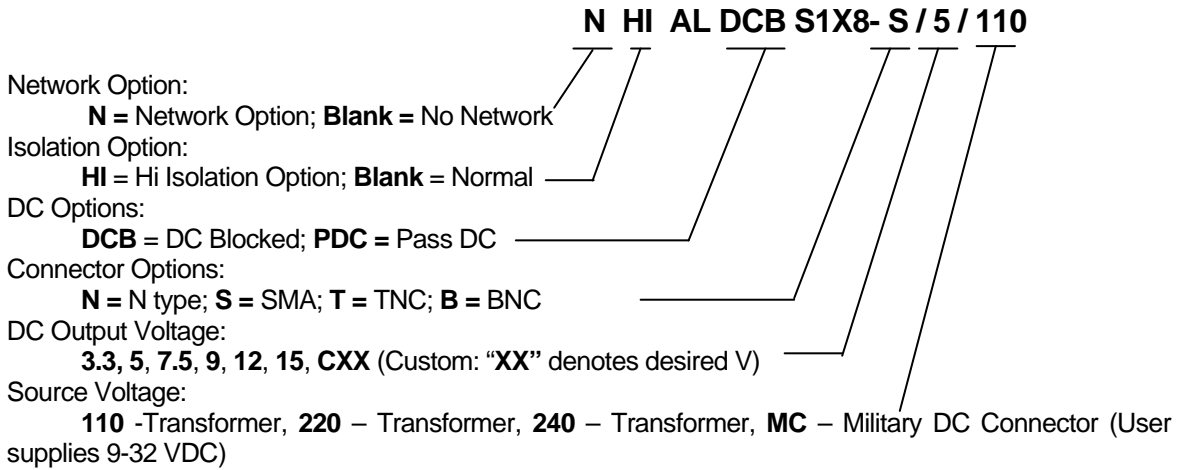 N HI AL DCB S1X8- S / 5 / 110
Network Option:
N = Network Option; Blank = No Network
Isolation Option:
HI = Hi Isolation Option; Blank = Normal
DC Options:
DCB = DC Blocked; PDC = Pass DC
Connector Options:
N = N type; S = SMA; T = TNC; B = BNC
DC Output Voltage:
3.3, 5, 7.5, 9, 12, 15, CXX (Custom: “XX” denotes desired V)
Source Voltage:
110 -Transformer, 220 – Transformer, 240 – Transformer, MC – Military DC Connector (User
supplies 9-32 VDC)